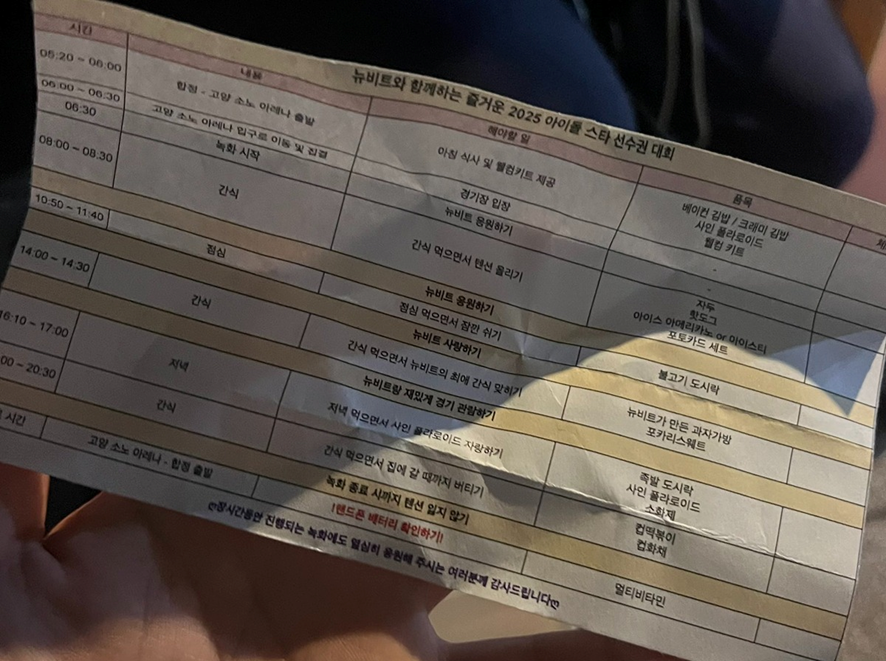 뉴비트와 함께하는 즐거운 2025 아이돌 스타 선수권 대회
시간 내용 해야할 일 품목
05:20 ~ 06:00 합정 - 고양 소노 아레나 출발 아침 식사 및 웰컴키트 제공 베이컨 김밥 / 크래미 김밥
사인 폴라로이드
웰컴 키트
06:00 ~ 06:30 고양 소노 아레나 입구로 이동 및 집결 경기장 입장 -
06:30 녹화 시작 뉴비트 응원하기 -
08:00 ~ 08:30 간식 간식 먹으면서 텐션 올리기 자두
핫도그
아이스 아메리카노 or 아이스티
포토카드 세트
뉴비트 응원하기
10:50 ~ 11:40 점심 점심 먹으면서 잠깐 쉬기 불고기 도시락
뉴비트 사랑하기
14:00 ~ 14:30 간식 간식 먹으면서 뉴비트의 최애 간식 맞히기 뉴비트가 만든 과자가방
포카리스웨트
뉴비트랑 재밌게 경기 관람하기
16:10 ~ 17:00 저녁 저녁 먹으면서 사인 폴라로이드 자랑하기 족발 도시락
사인 폴라로이드
소화제
00 ~ 20:30 간식 간식 먹으면서 집에 갈 때까지 버티기 컵떡볶이
컵화채
녹화 종료 시까지 텐션 잃지 않기
시간 고양 소노 아레나 - 합정 출발 !핸드폰 배터리 확인하기! 멀티비타민
장시간동안 진행되는 녹화에도 열심히 응원해 주시는 여러분께 감사드립니다